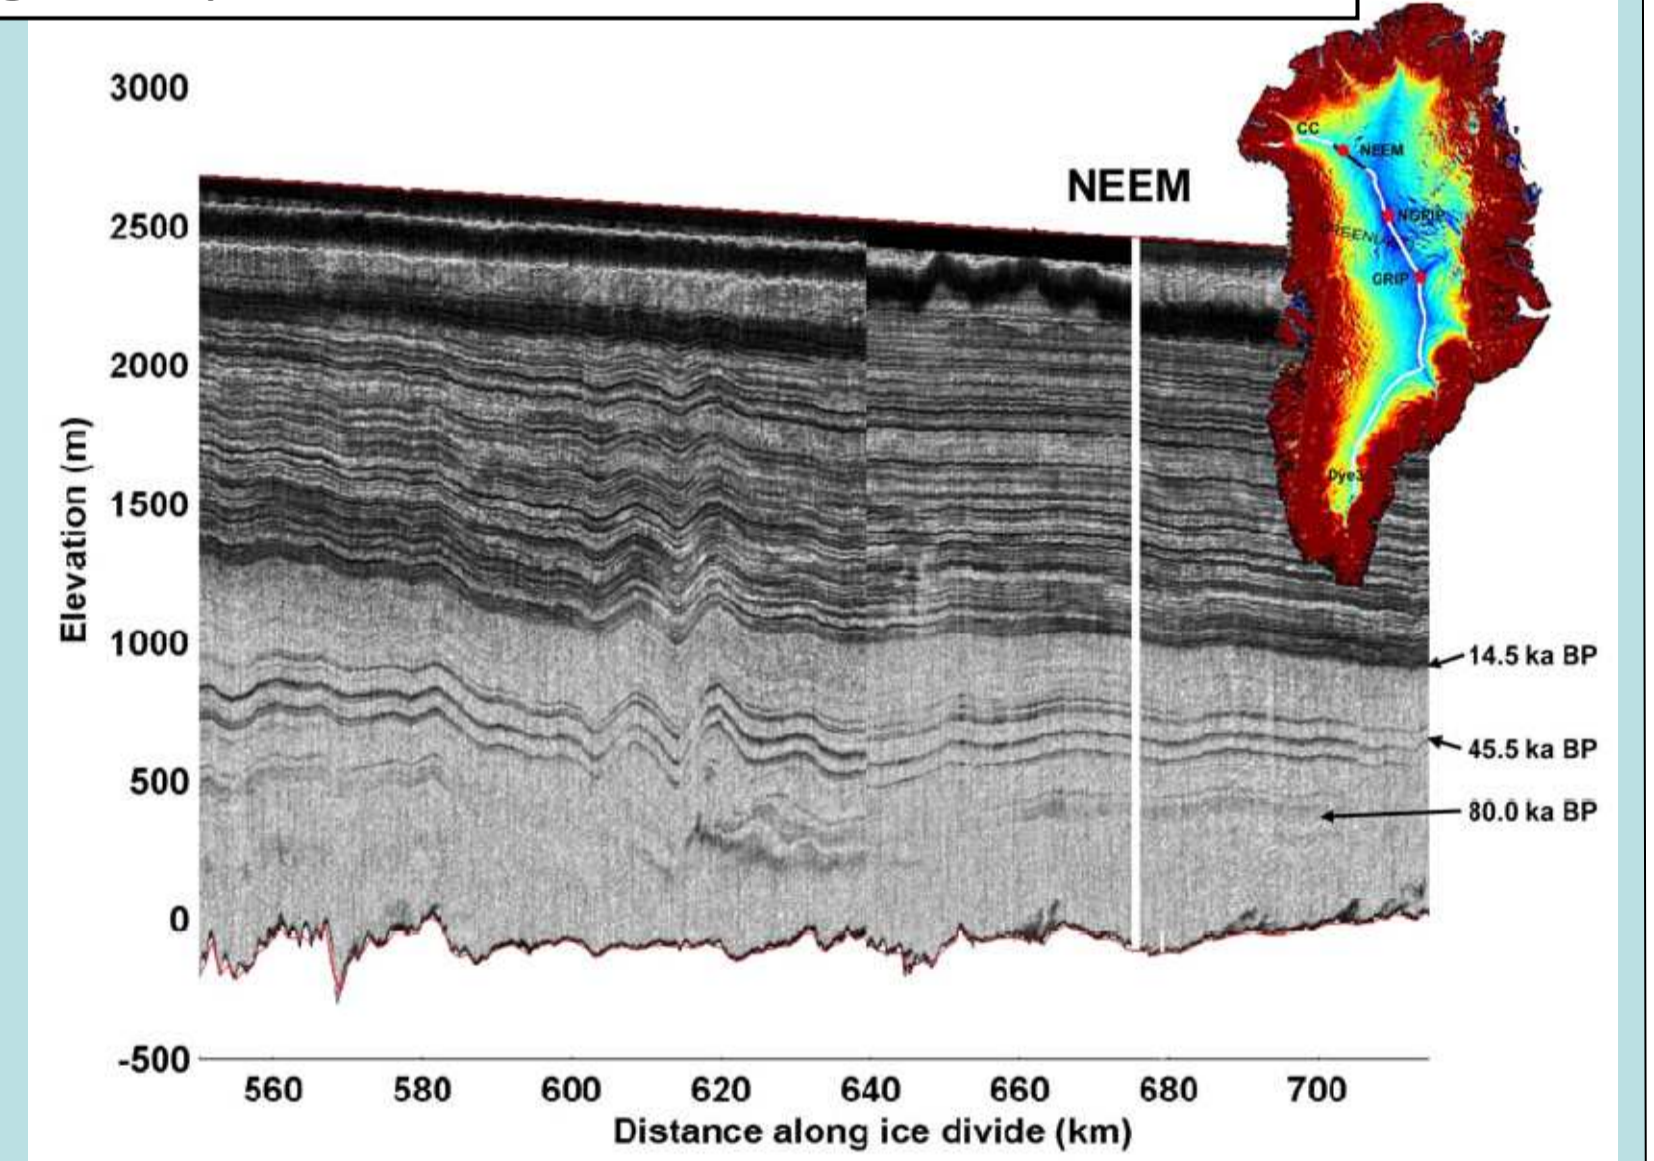 3000
2500
2000
1500
1000
500
0
-500
Elevation (m)
560 580 600 620 640 660 680 700
Distance along ice divide (km)
NEEM
14.5 ka BP
45.5 ka BP
80.0 ka BP
CC
NEEM
NGRIP
GRIP
Dye3